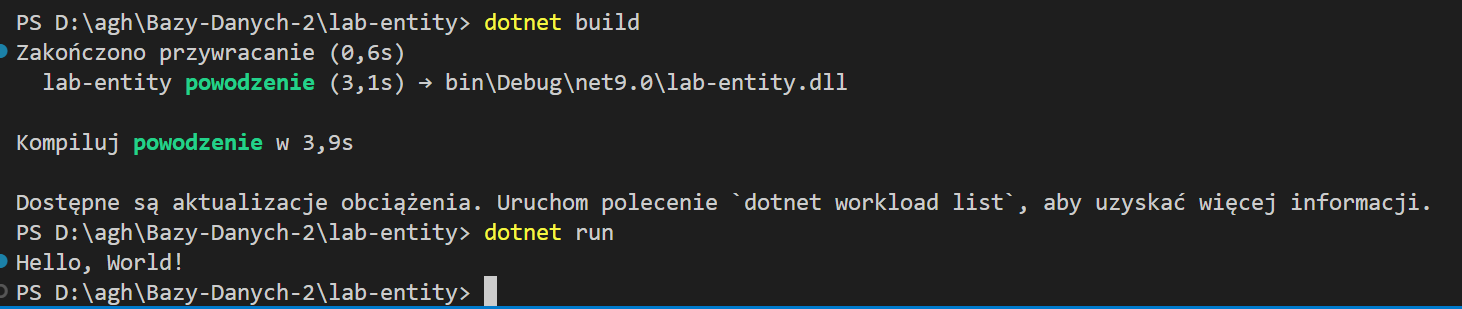 PS D:\agh\Bazy-Danych-2\lab-entity> dotnet build
Zakończono przywracanie (0,6s)
  lab-entity powodzenie (3,1s) → bin\Debug\net9.0\lab-entity.dll
Kompiluj powodzenie w 3,9s
Dostępne są aktualizacje obciążenia. Uruchom polecenie `dotnet workload list`, aby uzyskać więcej informacji.
PS D:\agh\Bazy-Danych-2\lab-entity> dotnet run
Hello, World!
PS D:\agh\Bazy-Danych-2\lab-entity>